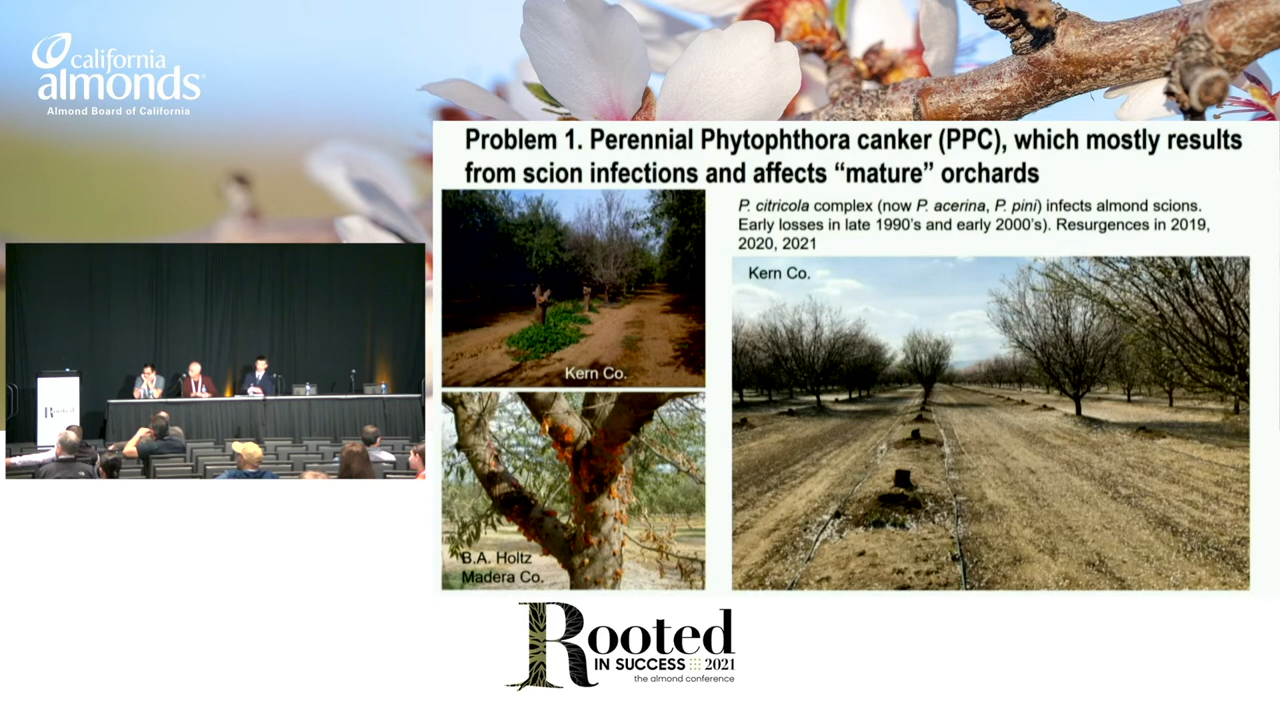 california
almonds
Almond Board of California
Problem 1. Perennial Phytophthora canker (PPC), which mostly results
from scion infections and affects “mature” orchards
P. citricola complex (now P. acerina, P. pini) infects almond scions.
Early losses in late 1990’s and early 2000’s). Resurgences in 2019,
2020, 2021
Kern Co.
Kern Co.
B.A. Holtz
Madera Co.
Rooted
Rooted
IN SUCCESS 2021
the almond conference